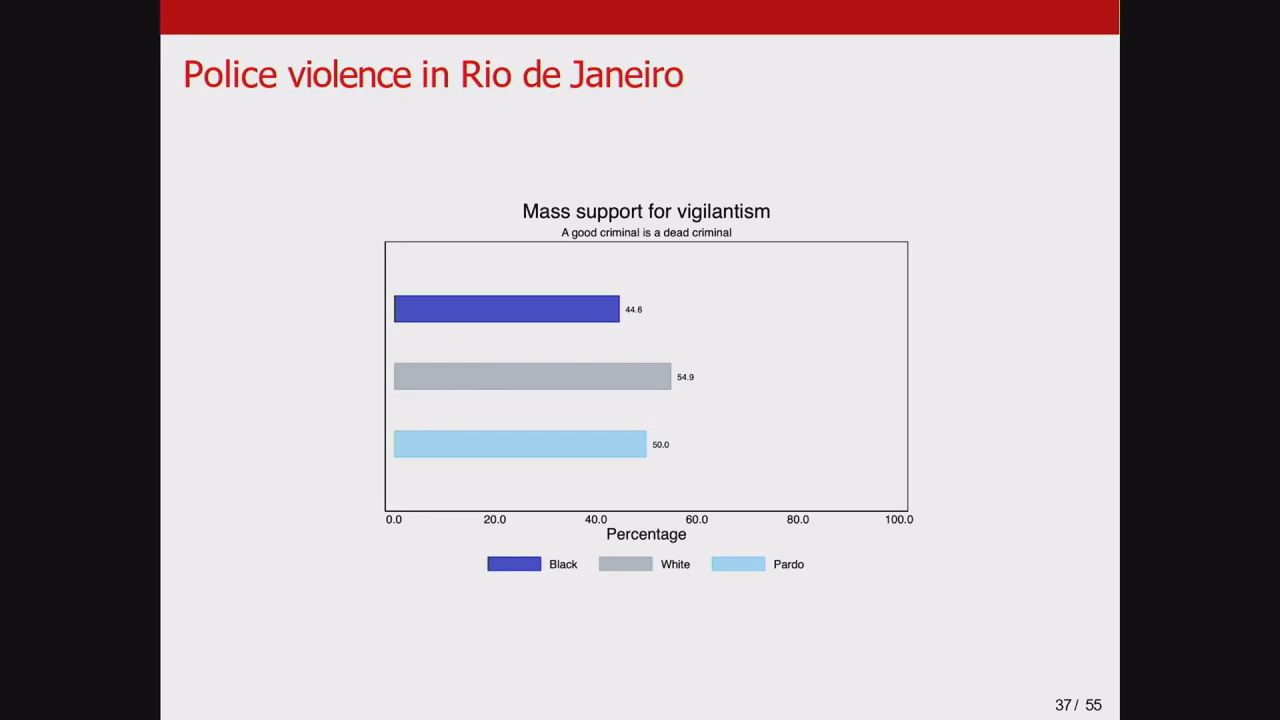 Police violence in Rio de Janeiro
Mass support for vigilantism
A good criminal is a dead criminal
44.6
54.9
50.0
0.0 20.0 40.0 60.0 80.0 100.0
Percentage
Black White Pardo
37 / 55